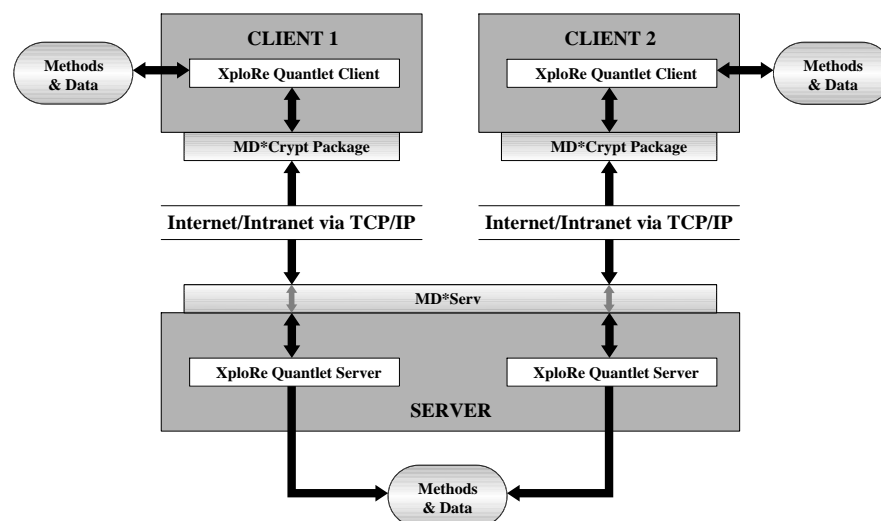 CLIENT 1
CLIENT 2
Methods
& Data
XploRe Quantlet Client
XploRe Quantlet Client
Methods
& Data
MD*Crypt Package
MD*Crypt Package
Internet/Intranet via TCP/IP
Internet/Intranet via TCP/IP
MD*Serv
XploRe Quantlet Server
XploRe Quantlet Server
SERVER
Methods
& Data